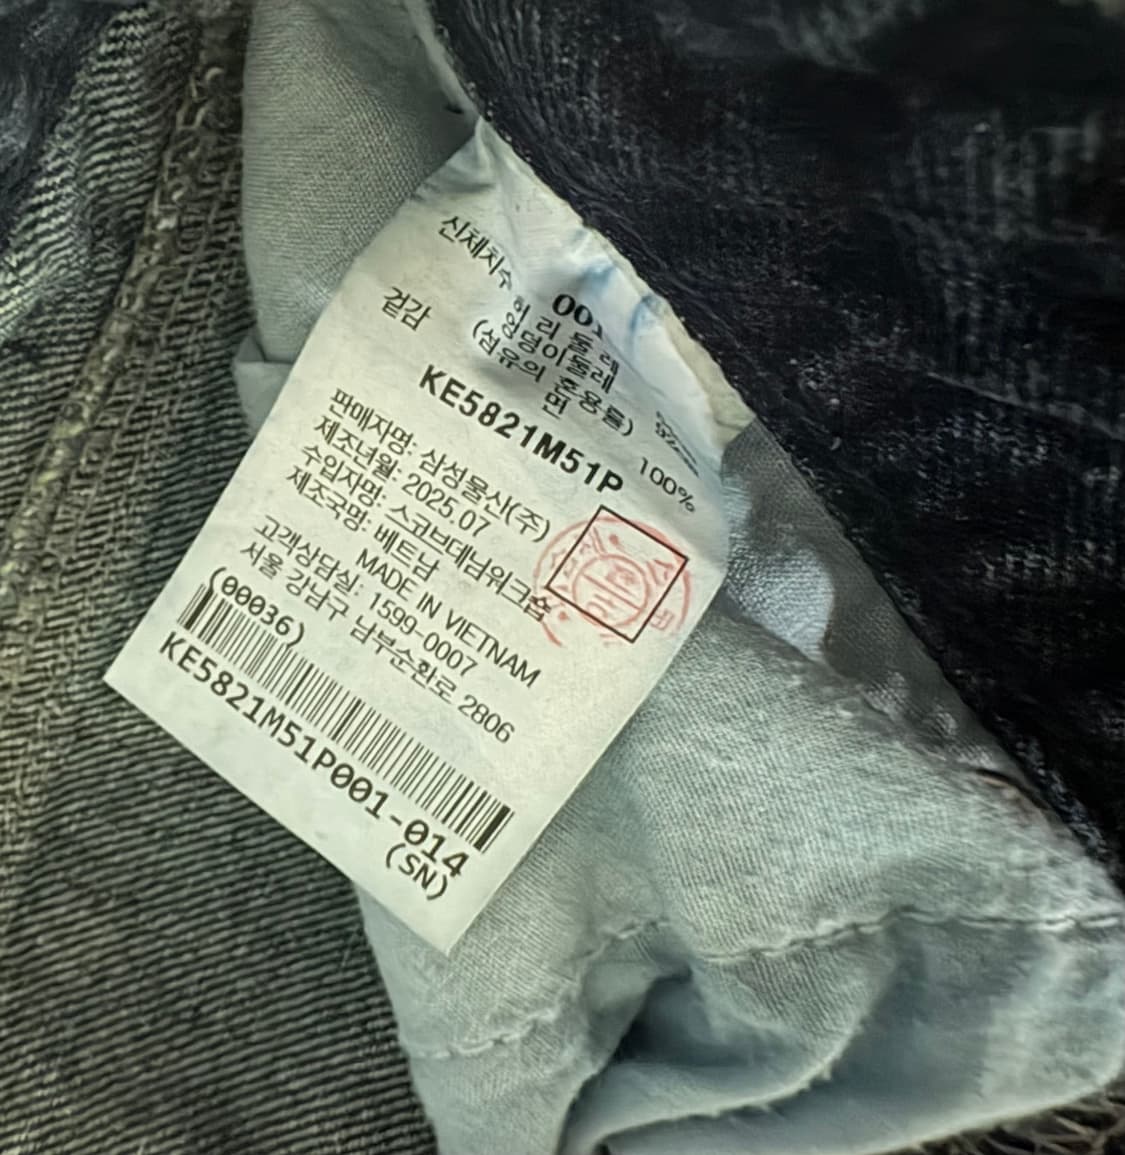 001
신체치수 허리둘레
엉덩이둘레
(섬유의 혼용률)
겉감 면 100%
KE5821M51P
판매자명: 삼성물산(주)
제조년월: 2025.07
수입자명: 스코브데님워크숍
제조국명: 베트남
MADE IN VIETNAM
고객상담실: 1599-0007
서울 강남구 남부순환로 2806
(00036)
KE5821M51P001-014
(SN)